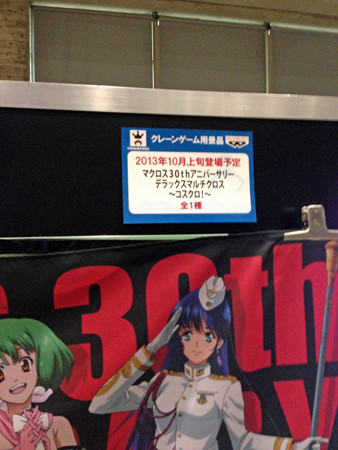 クレーンゲーム用景品
2013年10月上旬登場予定
マクロス30thアニバーサリー
デラックスマルチクロス
～コスクロ!～
全1種
30th